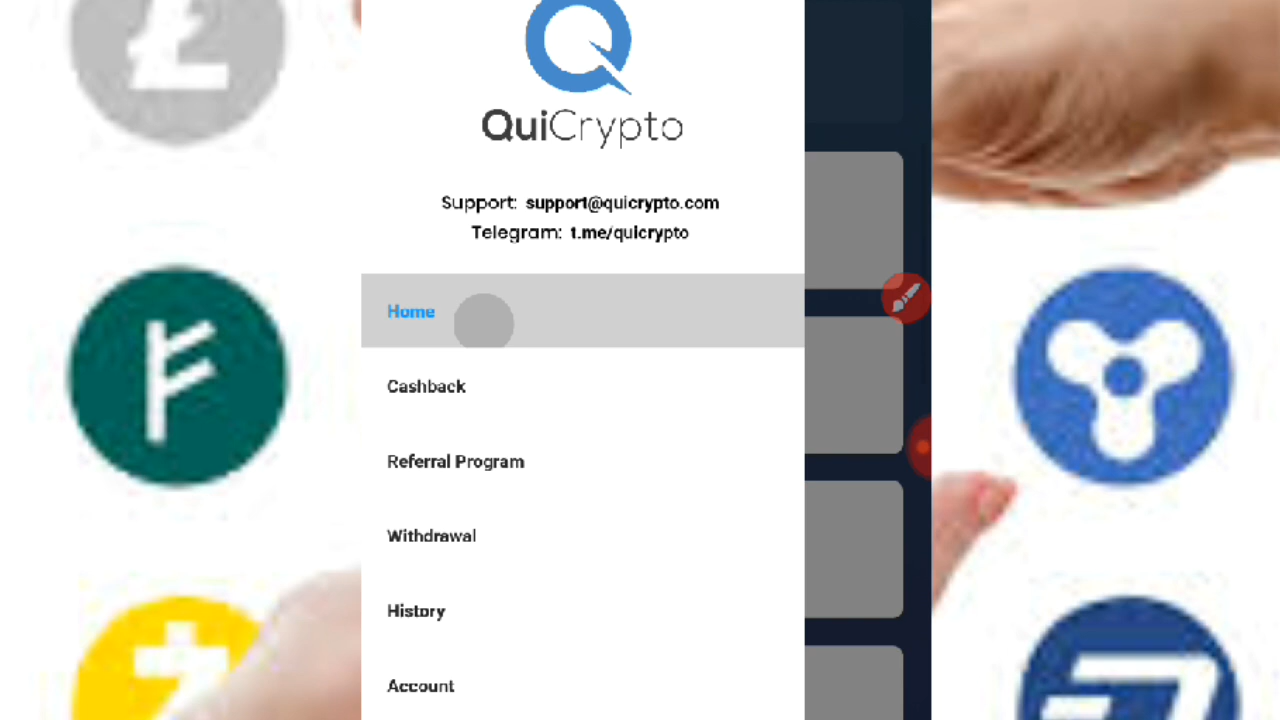 QuiCrypto
Support: support@quicrypto.com
Telegram: t.me/quicrypto
Home
Cashback
Referral Program
Withdrawal
History
Account